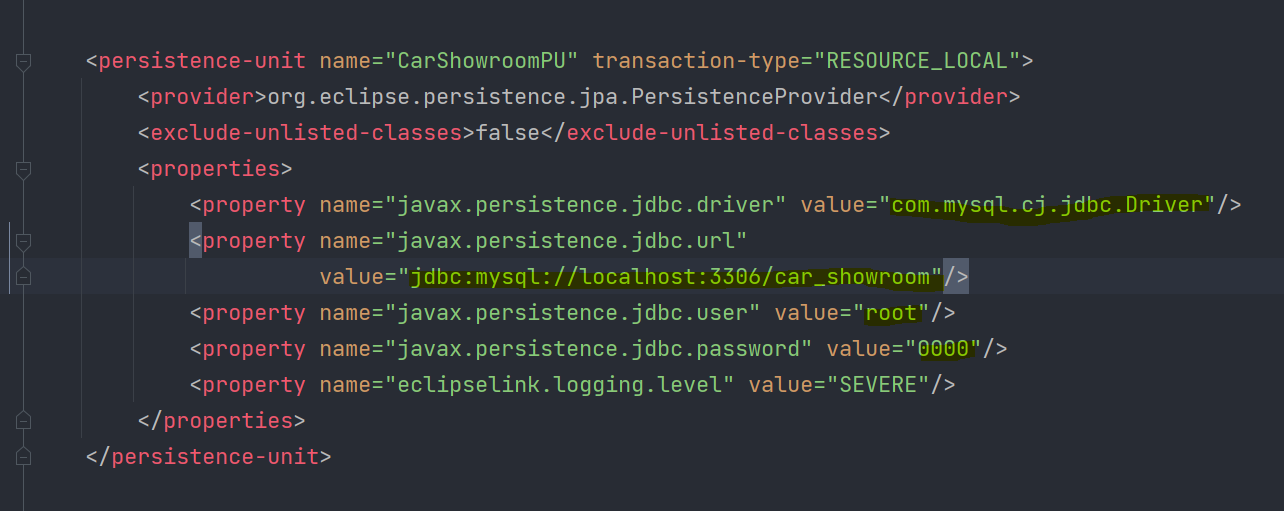 <persistence-unit name="CarShowroomPU" transaction-type="RESOURCE_LOCAL">
<provider>org.eclipse.persistence.jpa.PersistenceProvider</provider>
<exclude-unlisted-classes>false</exclude-unlisted-classes>
<properties>
<property name="javax.persistence.jdbc.driver" value="com.mysql.cj.jdbc.Driver"/>
<property name="javax.persistence.jdbc.url"
value="jdbc:mysql://localhost:3306/car_showroom"/>
<property name="javax.persistence.jdbc.user" value="root"/>
<property name="javax.persistence.jdbc.password" value="0000"/>
<property name="eclipselink.logging.level" value="SEVERE"/>
</properties>
</persistence-unit>